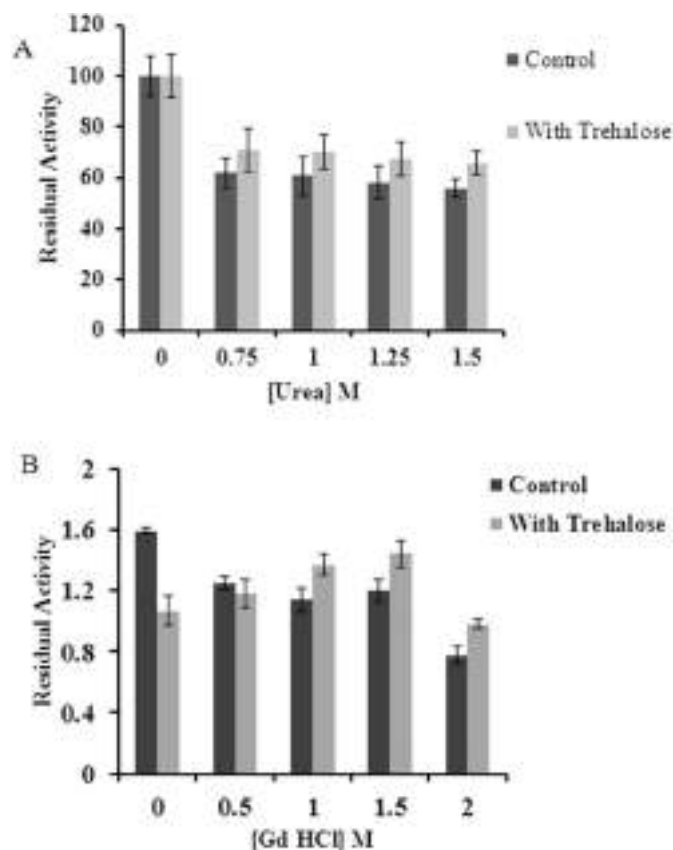 A
120
100
80
60
40
20
0
Residual Activity
0 0.75 1 1.25 1.5
[Urea] M
Control
With Trehalose
B
2
1.6
1.2
0.8
0.4
0
Residual Activity
0 0.5 1 1.5 2
[Gd HCl] M
Control
With Trehalose